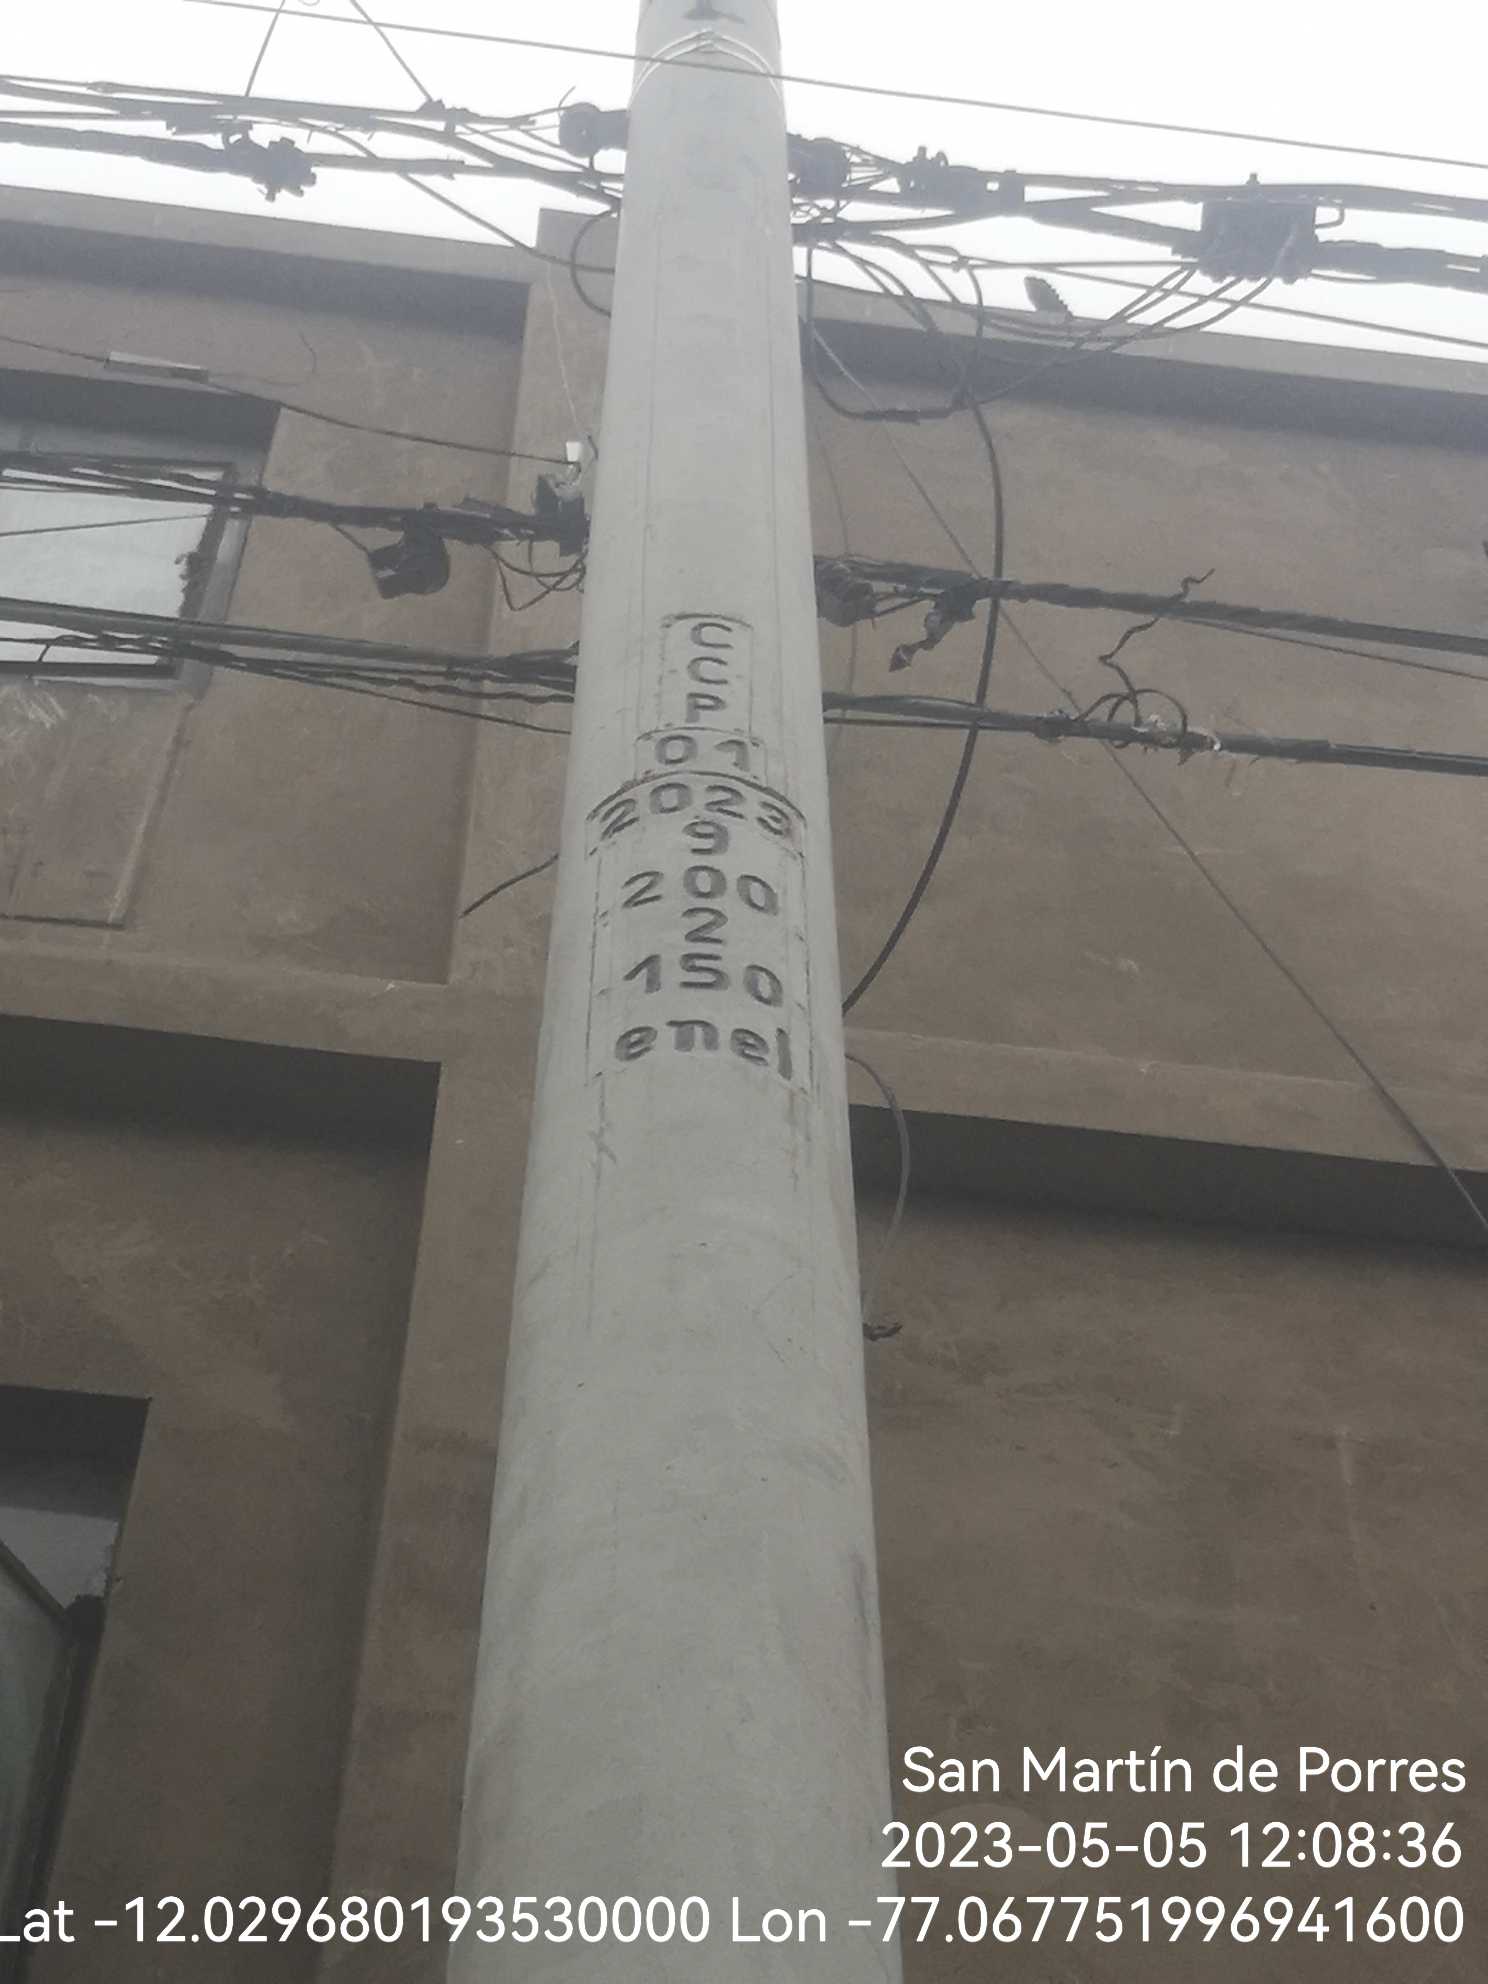 C
C
P
01
2023
9
200
2
150
enel
San Martín de Porres
2023-05-05 12:08:36
Lat -12.029680193530000 Lon -77.067751996941600